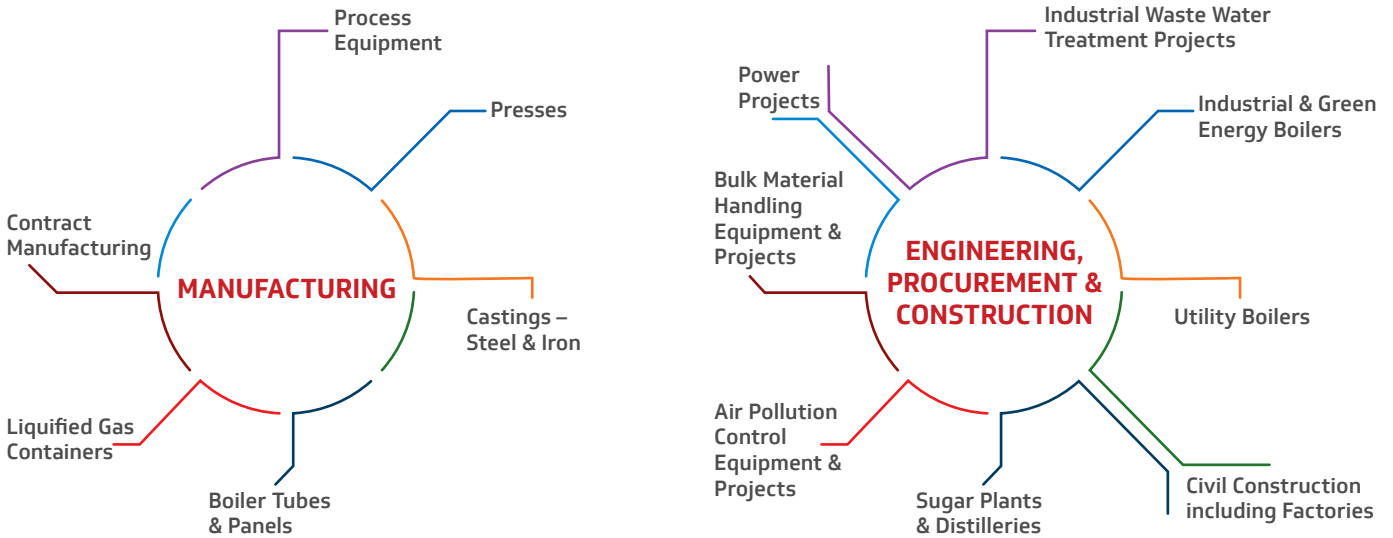 Process
Equipment
Presses
Contract
Manufacturing
MANUFACTURING
Castings –
Steel & Iron
Liquified Gas
Containers
Boiler Tubes
& Panels
Industrial Waste Water
Treatment Projects
Power
Projects
Industrial & Green
Energy Boilers
Bulk Material
Handling
Equipment &
Projects
ENGINEERING,
PROCUREMENT &
CONSTRUCTION
Utility Boilers
Air Pollution
Control
Equipment &
Projects
Sugar Plants
& Distilleries
Civil Construction
including Factories